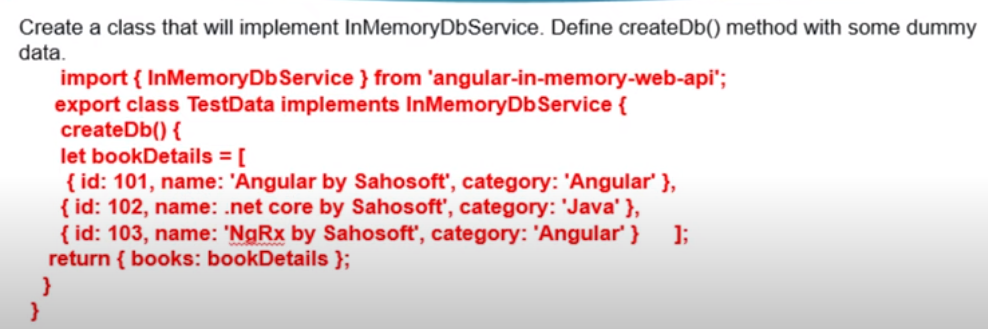 Create a class that will implement InMemoryDbService. Define createDb() method with some dummy
data.
import { InMemoryDbService } from 'angular-in-memory-web-api';
export class TestData implements InMemoryDbService {
createDb() {
let bookDetails = [
{ id: 101, name: 'Angular by Sahosoft', category: 'Angular' },
{ id: 102, name: .net core by Sahosoft', category: 'Java' },
{ id: 103, name: 'NgRx by Sahosoft', category: 'Angular' } ];
return { books: bookDetails };
}
}